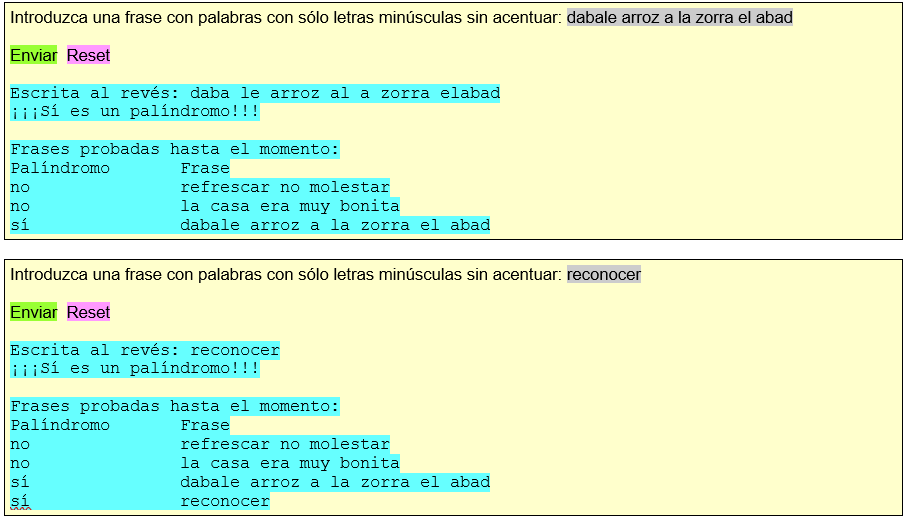 Introduzca una frase con palabras con sólo letras minúsculas sin acentuar: dabale arroz a la zorra el abad
Enviar Reset
Escrita al revés: daba le arroz al a zorra elabad
¡¡¡Sí es un palíndromo!!!
Frases probadas hasta el momento:
Palíndromo Frase
no refrescar no molestar
no la casa era muy bonita
sí dabale arroz a la zorra el abad
Introduzca una frase con palabras con sólo letras minúsculas sin acentuar: reconocer
Enviar Reset
Escrita al revés: reconocer
¡¡¡Sí es un palíndromo!!!
Frases probadas hasta el momento:
Palíndromo Frase
no refrescar no molestar
no la casa era muy bonita
sí dabale arroz a la zorra el abad
sí reconocer